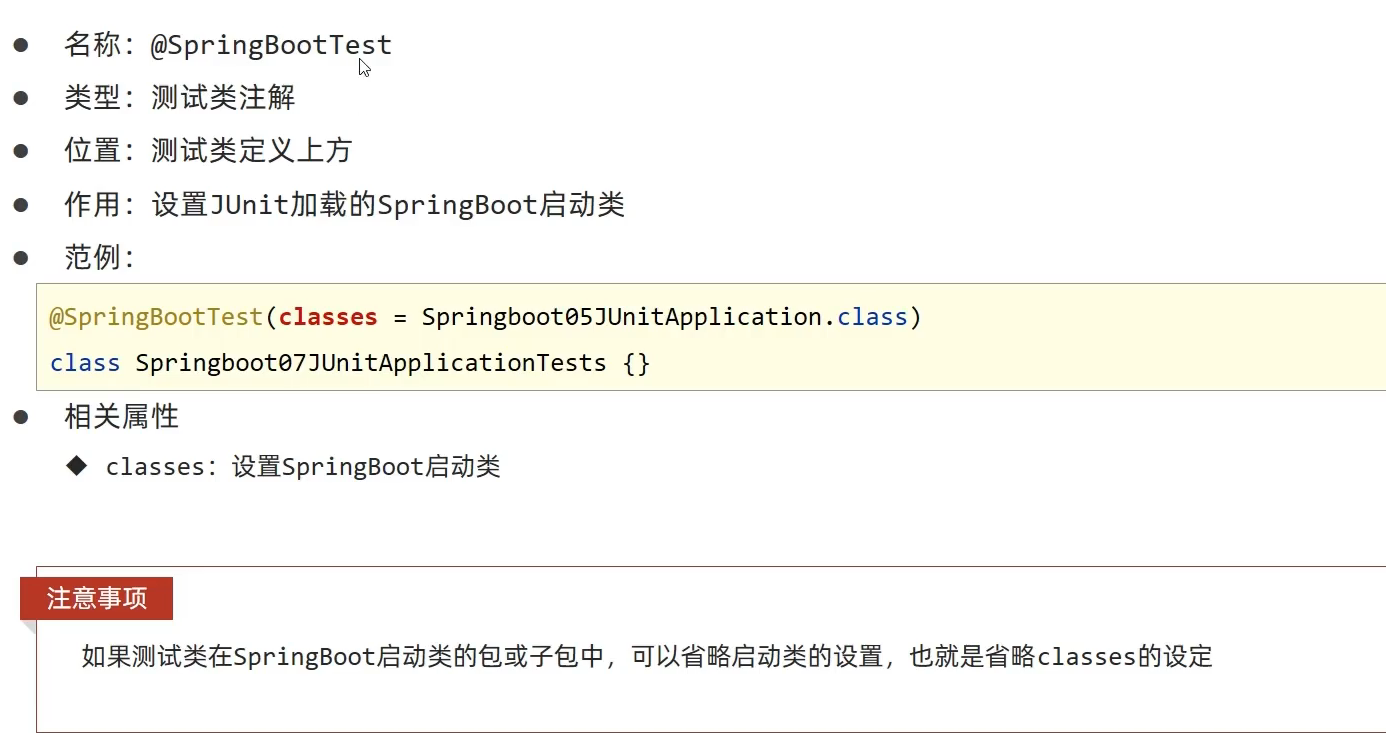 名称：@SpringBootTest
类型：测试类注解
位置：测试类定义上方
作用：设置JUnit加载的SpringBoot启动类
范例：
@SpringBootTest(classes = Springboot05JUnitApplication.class)
class Springboot07JUnitApplicationTests {}
相关属性
classes：设置SpringBoot启动类
注意事项
如果测试类在SpringBoot启动类的包或子包中，可以省略启动类的设置，也就是省略classes的设定